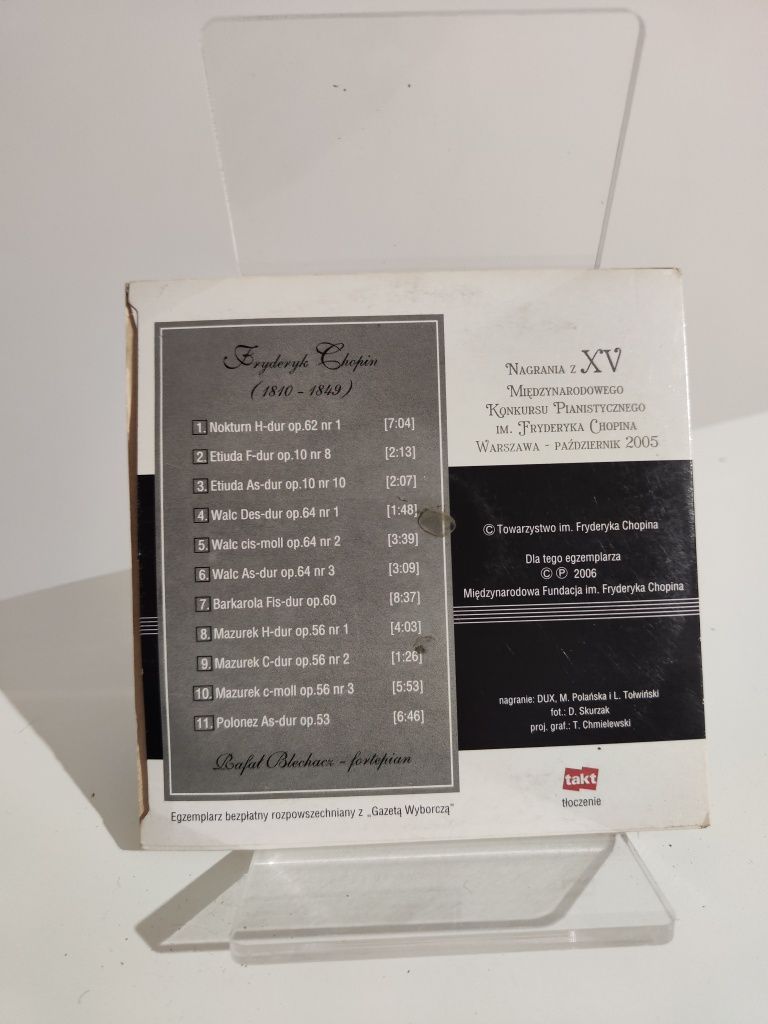 Fryderyk Chopin
(1810 - 1849)
1. Nokturn H-dur op.62 nr 1 [7:04]
2. Etiuda F-dur op.10 nr 8 [2:13]
3. Etiuda As-dur op.10 nr 10 [2:07]
4. Walc Des-dur op.64 nr 1 [1:48]
5. Walc cis-moll op.64 nr 2 [3:39]
6. Walc As-dur op.64 nr 3 [3:09]
7. Barkarola Fis-dur op.60 [8:37]
8. Mazurek H-dur op.56 nr 1 [4:03]
9. Mazurek C-dur op.56 nr 2 [1:26]
10. Mazurek c-moll op.56 nr 3 [5:53]
11. Polonez As-dur op.53 [6:46]
Rafał Blechacz - fortepian
Egzemplarz bezpłatny rozpowszechniany z „Gazetą Wyborczą"
Nagrania z XV
Międzynarodowego
Konkursu Pianistycznego
im. Fryderyka Chopina
Warszawa - październik 2005
© Towarzystwo im. Fryderyka Chopina
Dla tego egzemplarza
© ℗ 2006
Międzynarodowa Fundacja im. Fryderyka Chopina
nagranie: DUX, M. Polańska i L. Tołwiński
fot.: D. Skurzak
proj. graf.: T. Chmielewski
takt
tłoczenie